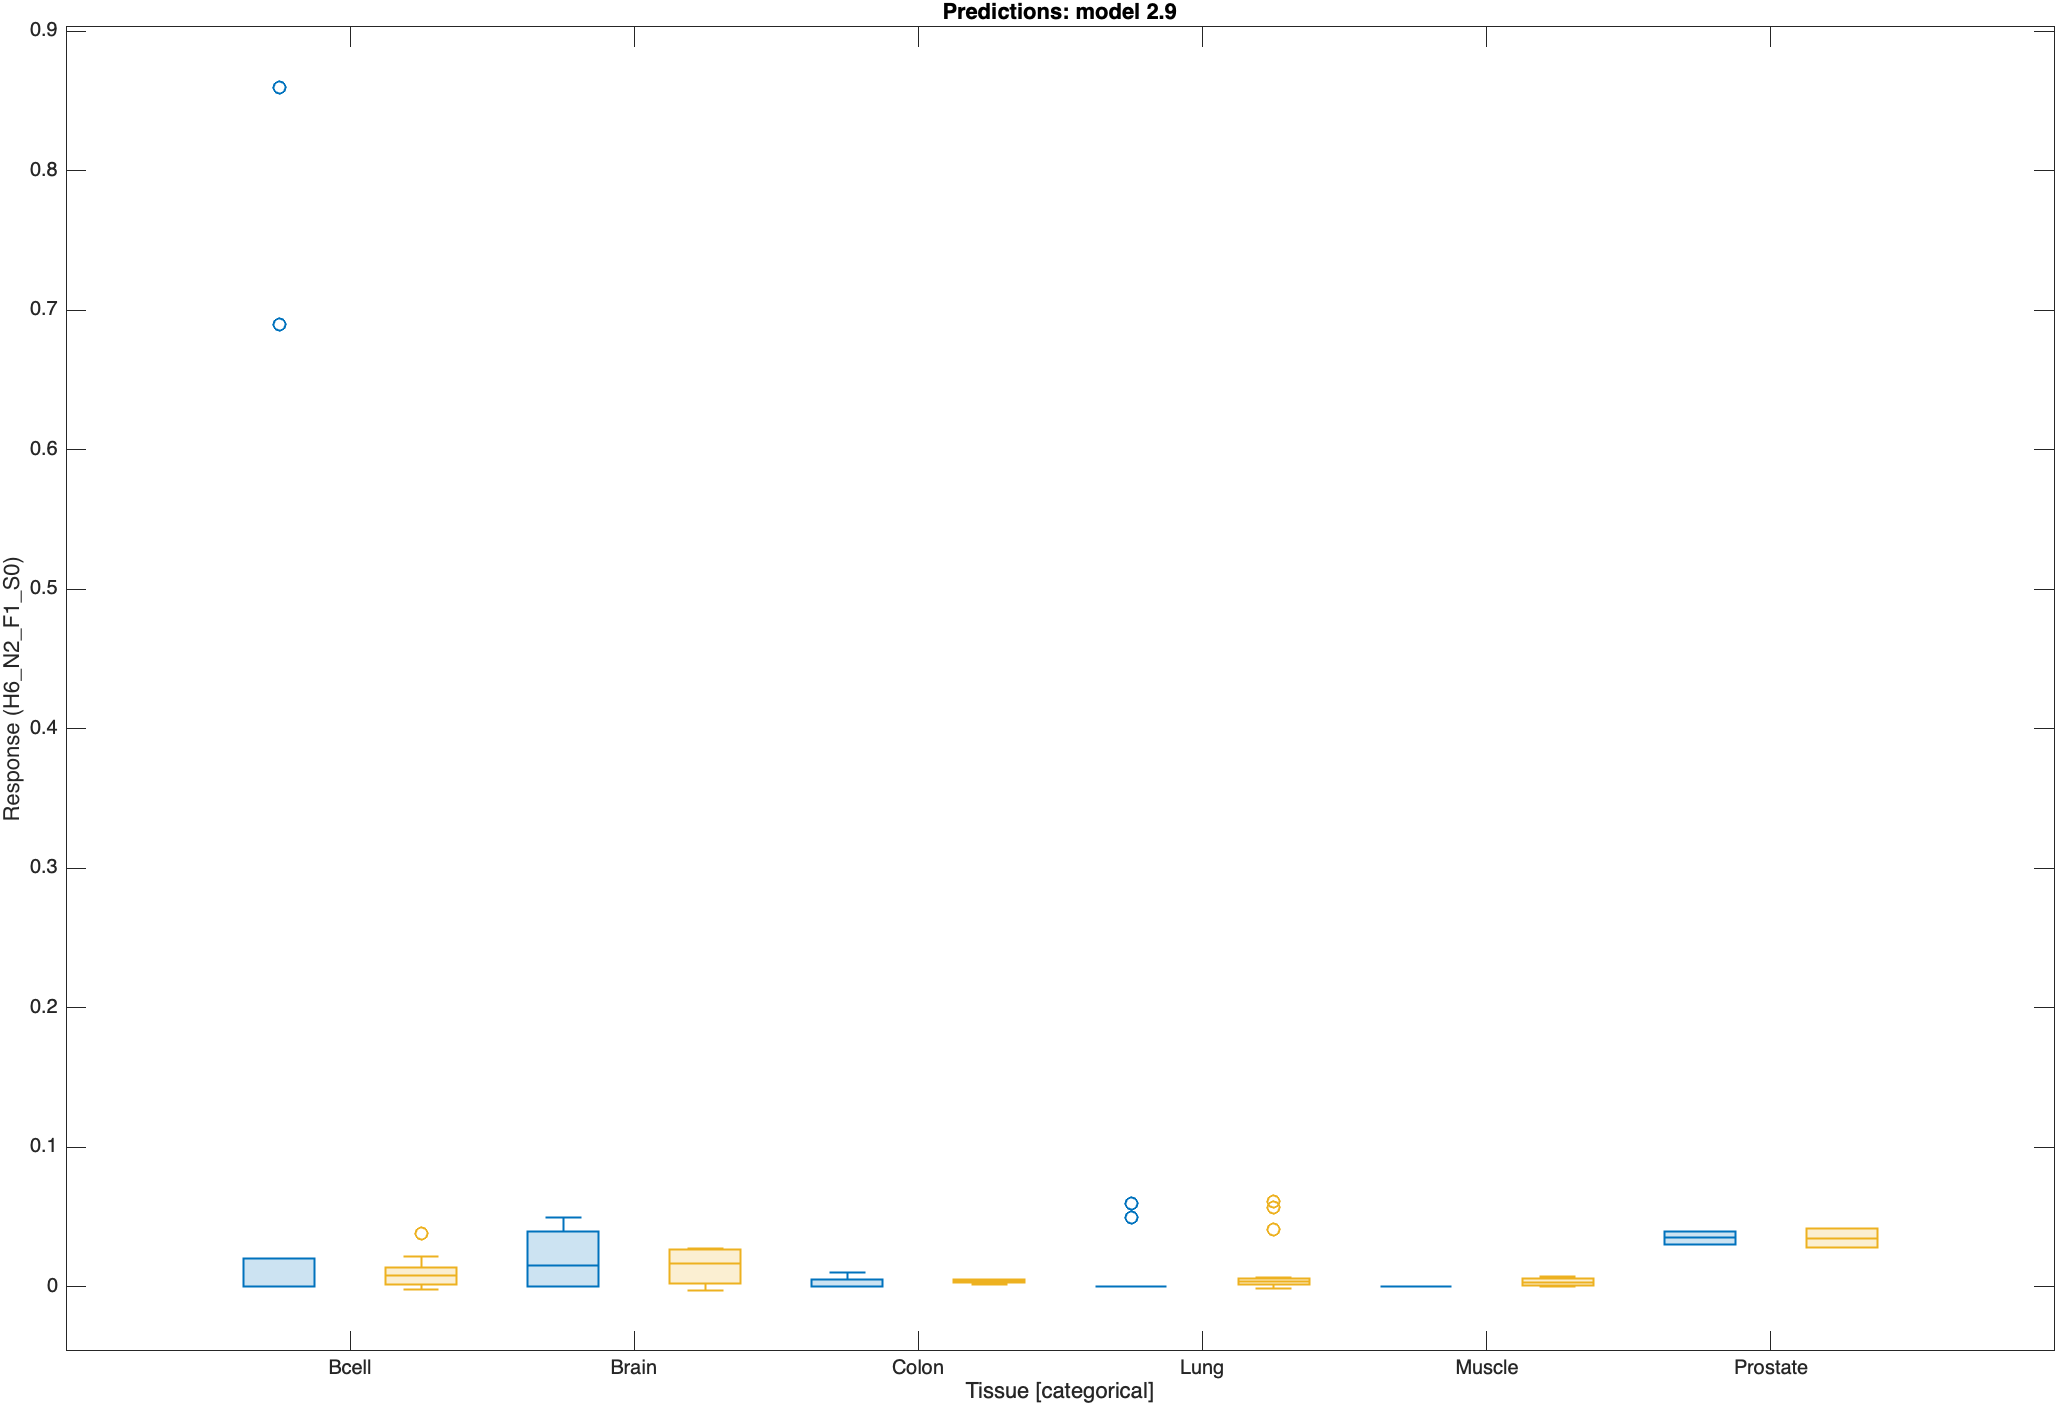 Predictions: model 2.9
Response (H6_N2_F1_S0)
0.9
0.8
0.7
0.6
0.5
0.4
0.3
0.2
0.1
0
Bcell Brain Colon Lung Muscle Prostate
Tissue [categorical]